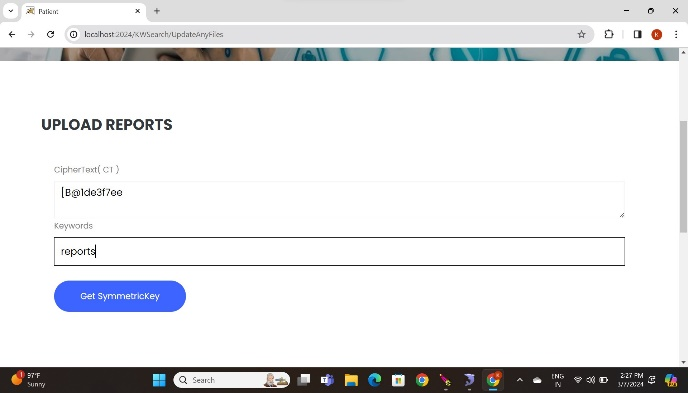 Patient
localhost:2024/KWSearch/UpdateAnyFiles
K
UPLOAD REPORTS
CipherText( CT )
[B@1de3f7ee
Keywords
reports
Get SymmetricKey
97°F
Sunny
Search
ENG
IN
2:27 PM
3/7/2024